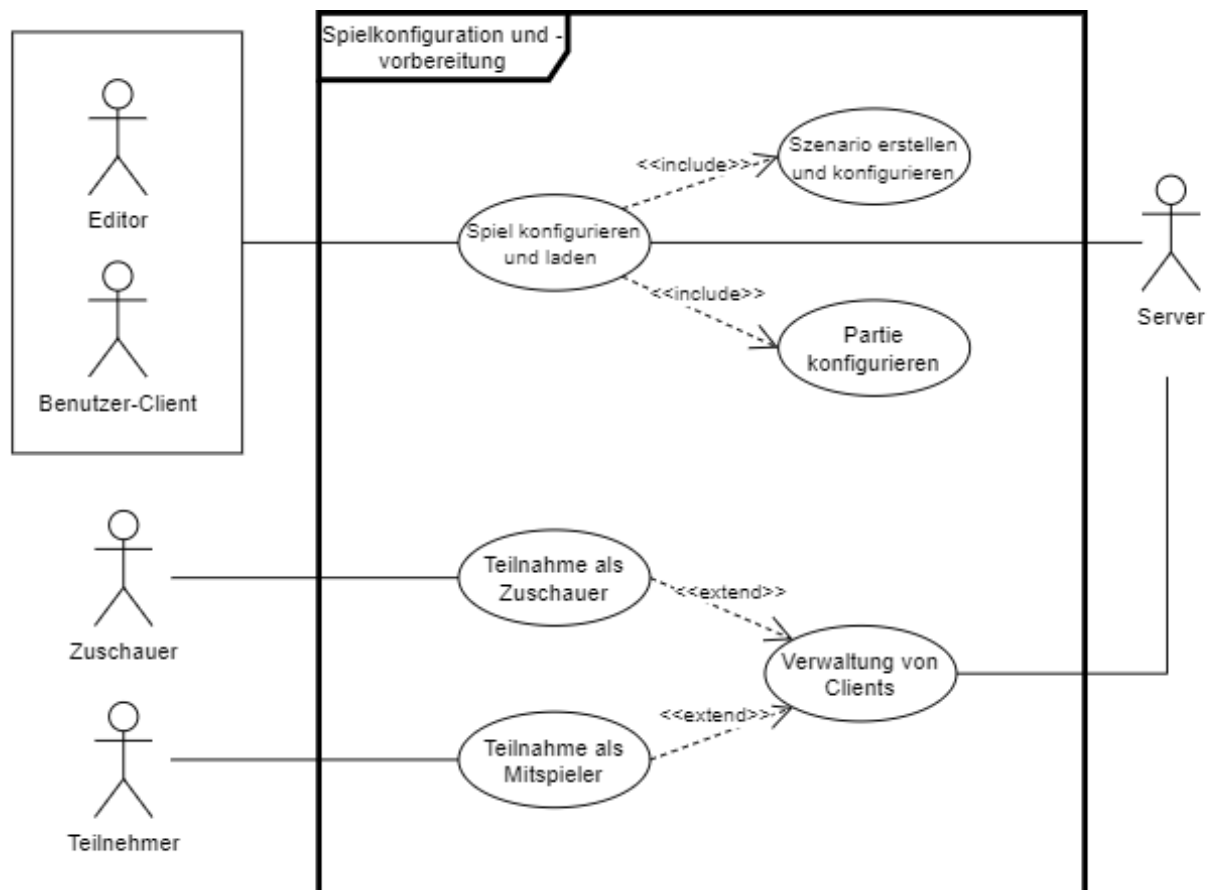 Spielkonfiguration und -
vorbereitung
Editor
Benutzer-Client
Szenario erstellen
und konfigurieren
<<include>>
Spiel konfigurieren
und laden
<<include>>
Partie
konfigurieren
Server
Zuschauer
Teilnahme als
Zuschauer
<<extend>>
Verwaltung von
Clients
<<extend>>
Teilnahme als
Mitspieler
Teilnehmer